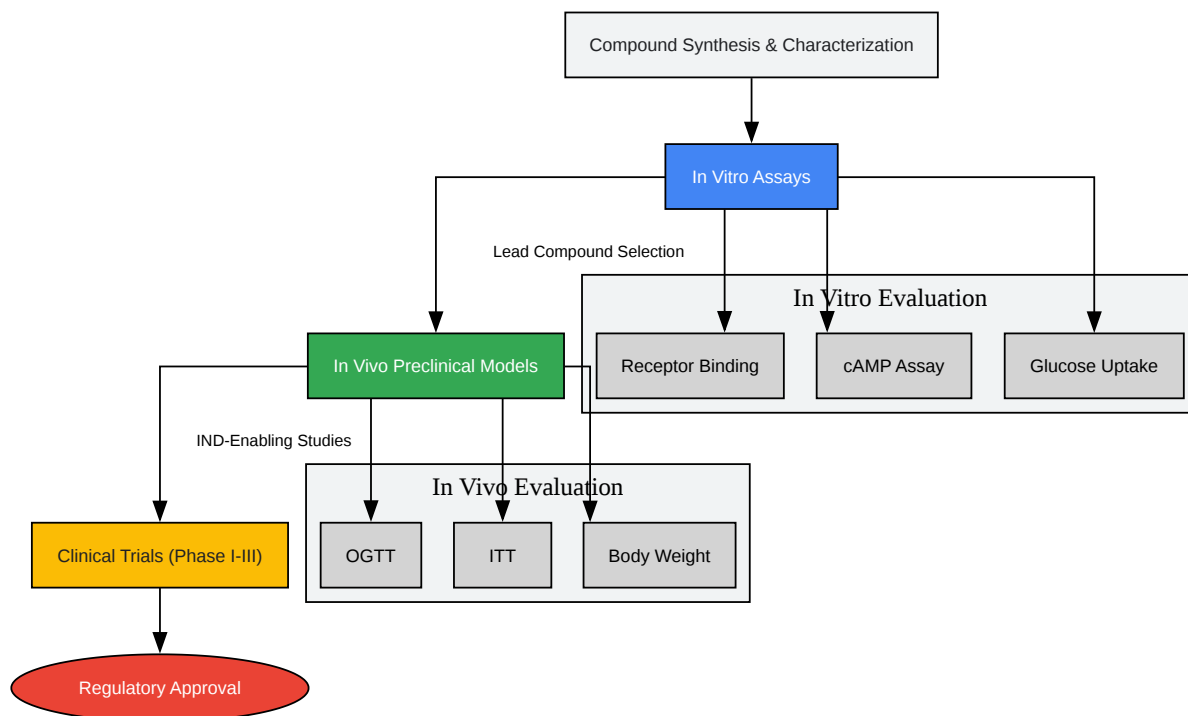 Compound Synthesis & Characterization
In Vitro Assays
Lead Compound Selection
In Vitro Evaluation
In Vivo Preclinical Models
Receptor Binding
cAMP Assay
Glucose Uptake
IND-Enabling Studies
In Vivo Evaluation
Clinical Trials (Phase I-III)
OGTT
ITT
Body Weight
Regulatory Approval